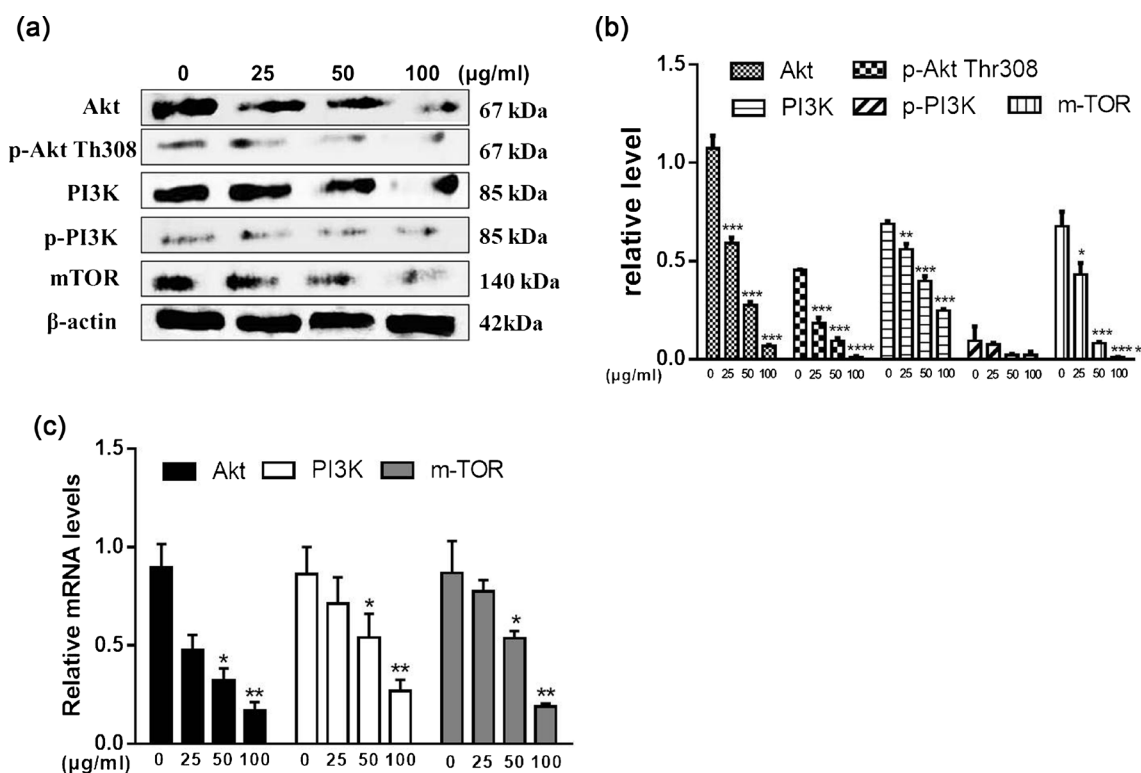 (a)
0 25 50 100 (μg/ml)
Akt 67 kDa
p-Akt Th308 67 kDa
PI3K 85 kDa
p-PI3K 85 kDa
mTOR 140 kDa
β-actin 42kDa
(b)
Akt p-Akt Thr308
PI3K p-PI3K m-TOR
relative level
1.5
1.0
0.5
0.0
*** *** ***
*** *** ****
** *** ***
* *** **** *
0 25 50 100 0 25 50 100 0 25 50 100 0 25 50 100 0 25 50 100
(μg/ml)
(c)
Akt PI3K m-TOR
Relative mRNA levels
1.5
1.0
0.5
0.0
* **
* **
* **
0 25 50 100 0 25 50 100 0 25 50 100
(μg/ml)